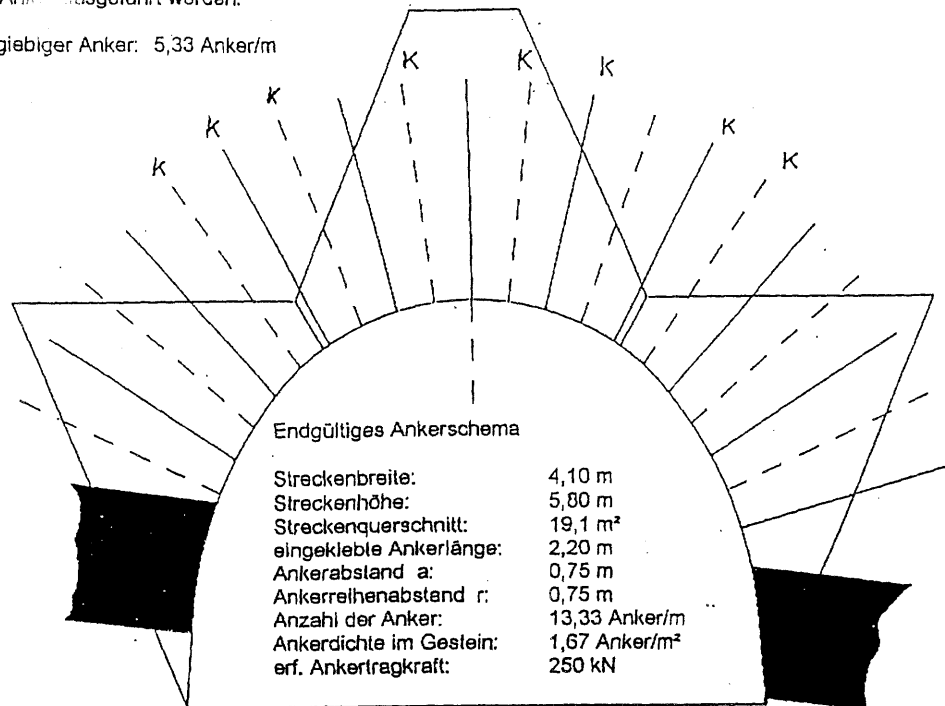 ausgeführt werden.
giebiger Anker: 5,33 Anker/m
K K K
K K
K K
K K
Endgültiges Ankerschema
Streckenbreite: 4,10 m
Streckenhöhe: 5,80 m
Streckenquerschnitt: 19,1 m²
eingeklebte Ankerlänge: 2,20 m
Ankerabstand a: 0,75 m
Ankerreihenabstand r: 0,75 m
Anzahl der Anker: 13,33 Anker/m
Ankerdichte im Gestein: 1,67 Anker/m²
erf. Ankertragkraft: 250 kN